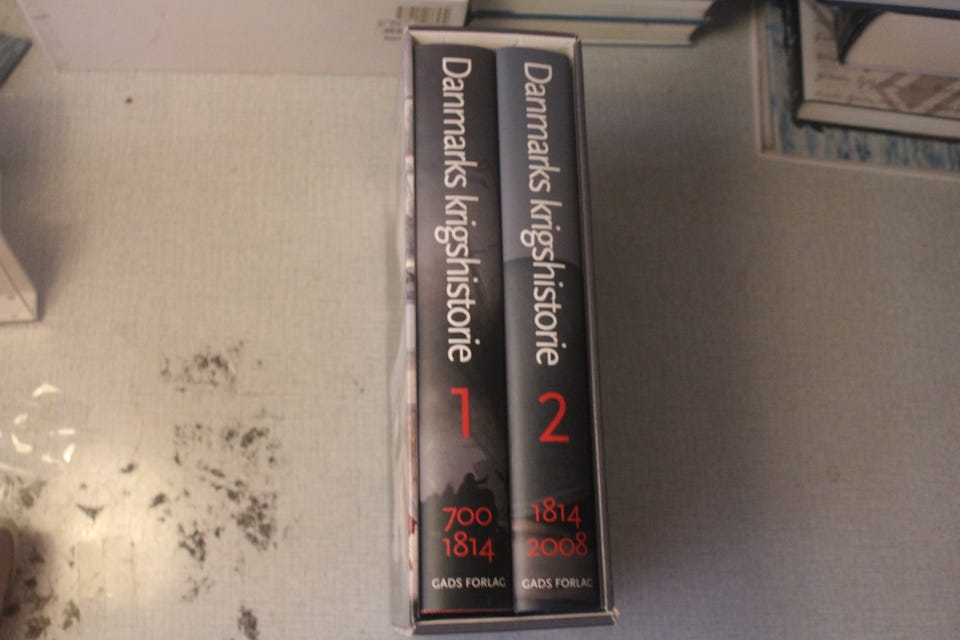 Danmarks krigshistorie
1
700
1814
GADS FORLAG
Danmarks krigshistorie
2
1814
2008
GADS FORLAG